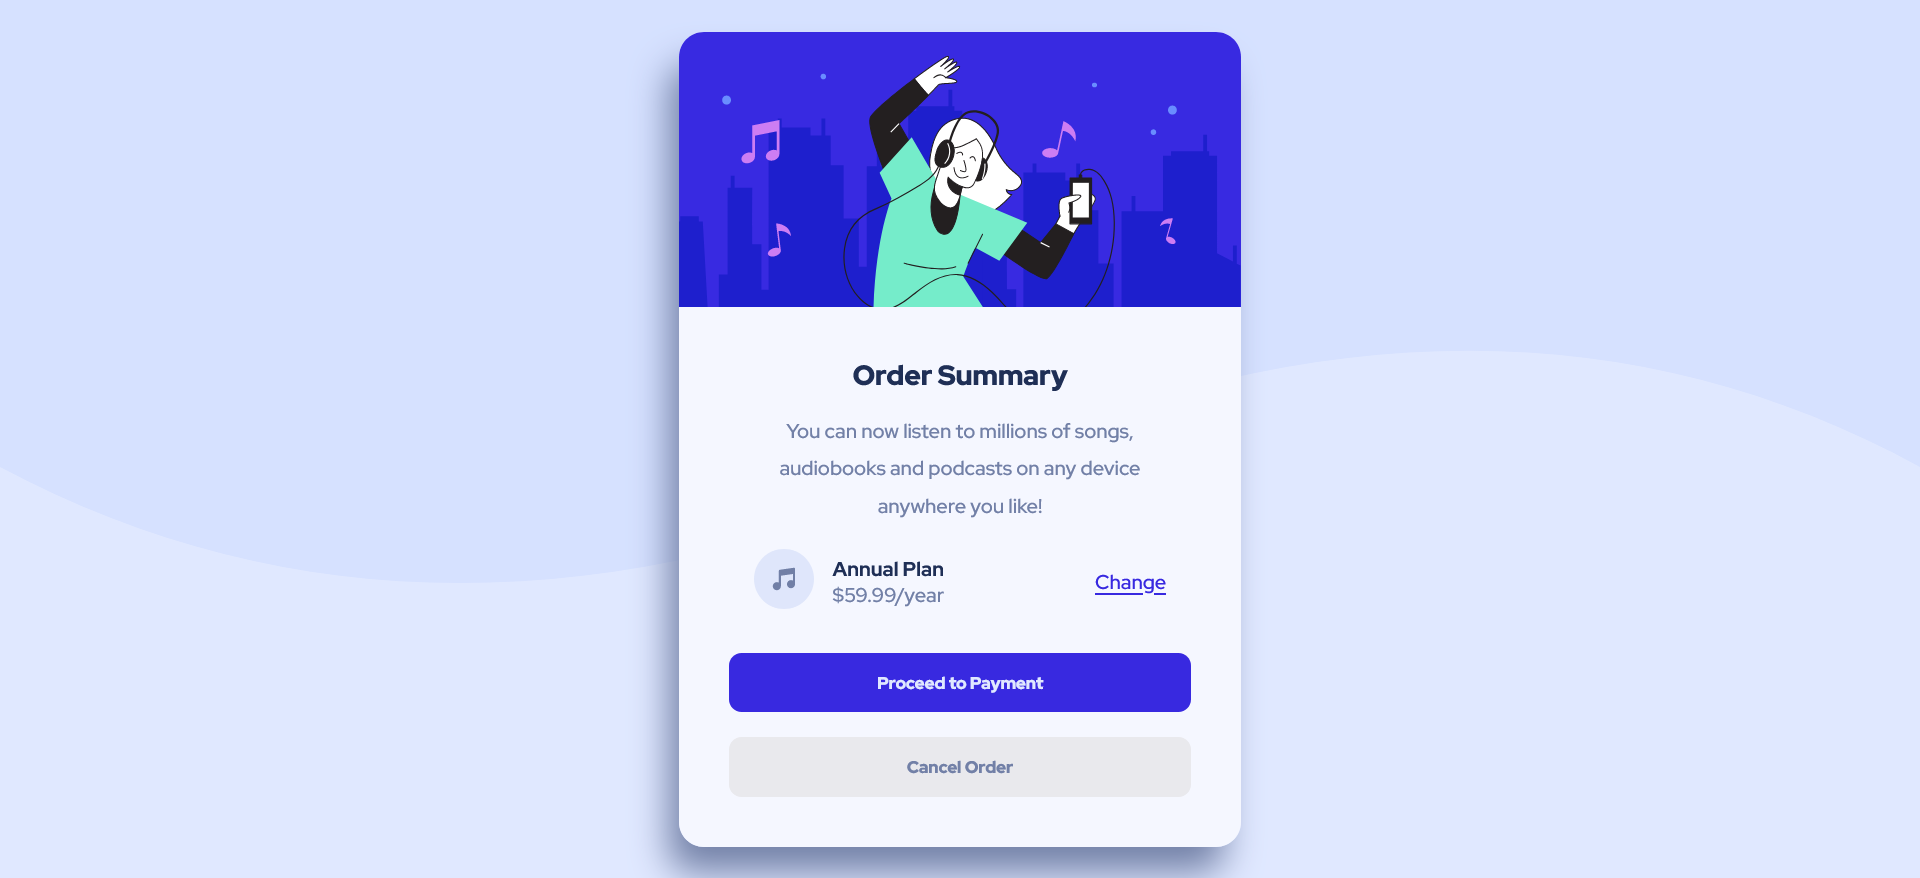 Order Summary
You can now listen to millions of songs,
audiobooks and podcasts on any device
anywhere you like!
Annual Plan
$59.99/year
Change
Proceed to Payment
Cancel Order